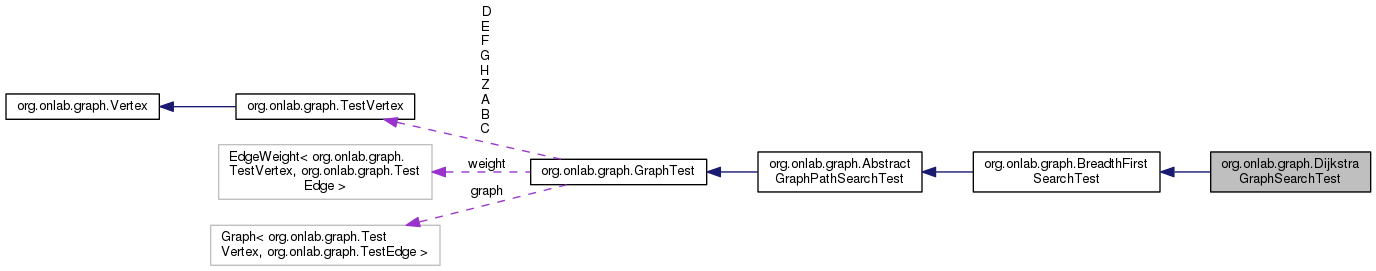 D
E
F
G
H
Z
A
B
C
org.onlab.graph.Vertex
org.onlab.graph.TestVertex
EdgeWeight< org.onlab.graph.
TestVertex, org.onlab.graph.Test
Edge >
weight
graph
Graph< org.onlab.graph.Test
Vertex, org.onlab.graph.TestEdge >
org.onlab.graph.GraphTest
org.onlab.graph.Abstract
GraphPathSearchTest
org.onlab.graph.BreadthFirst
SearchTest
org.onlab.graph.Dijkstra
GraphSearchTest